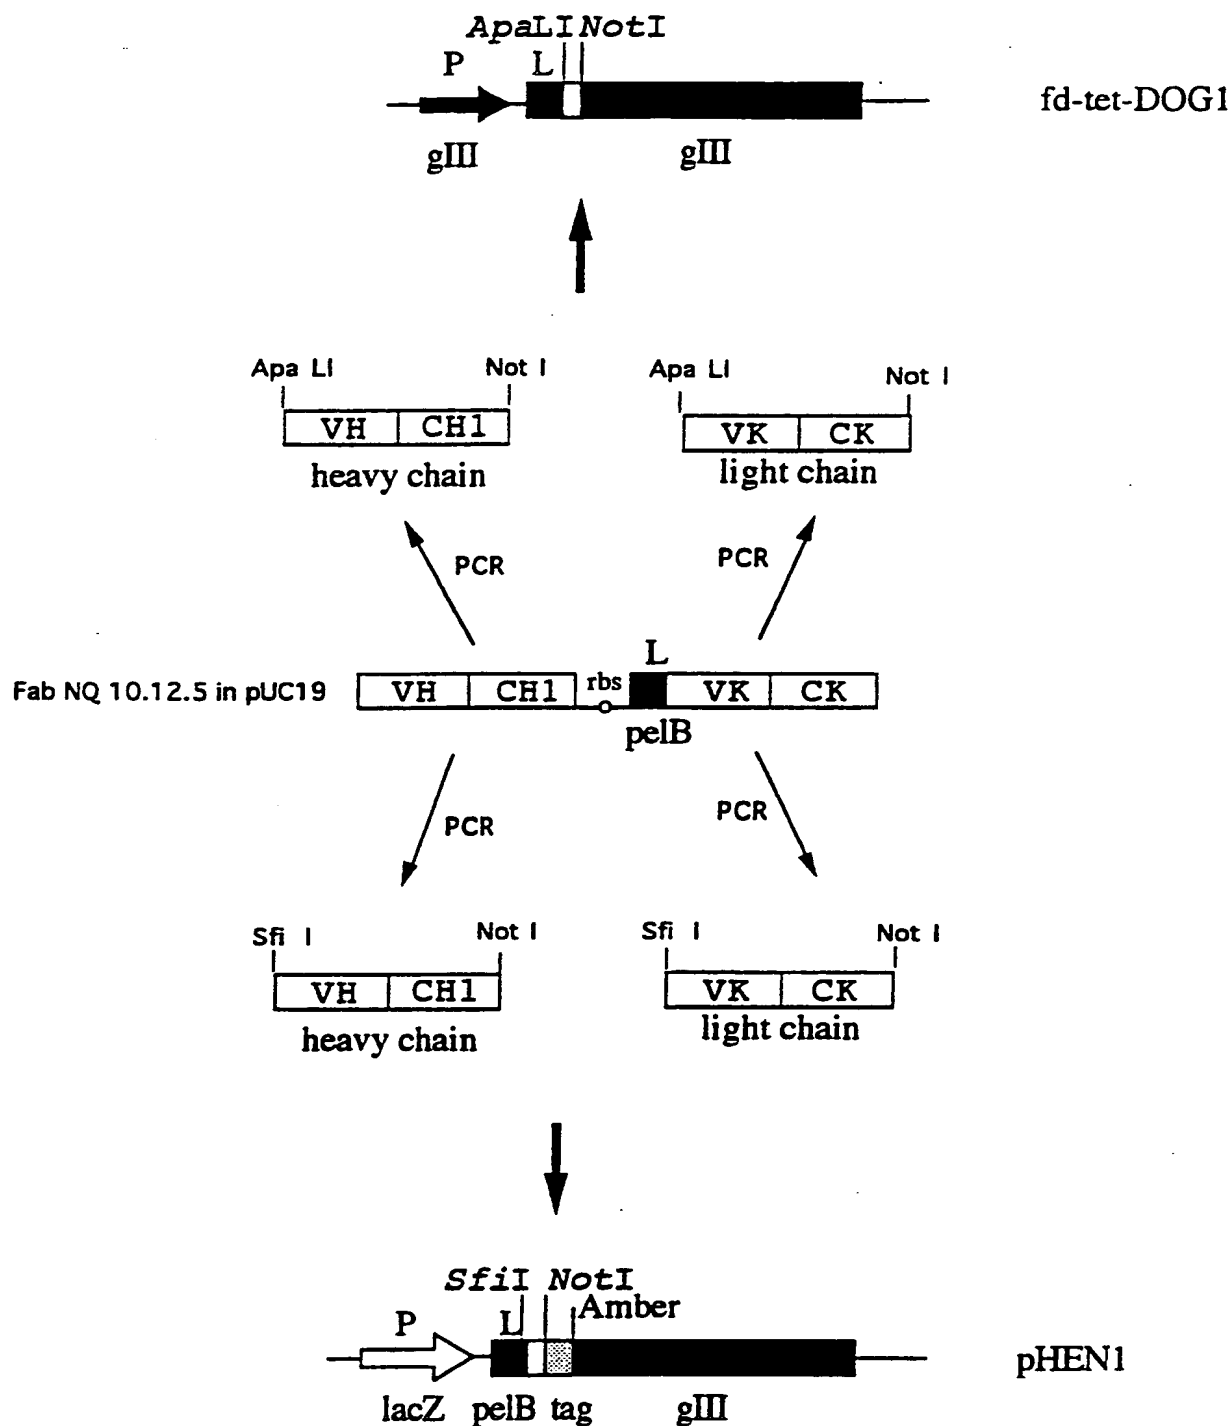 ApaLI NotI
P L
fd-tet-DOG1
gIII gIII
Apa LI Not I Apa LI Not I
VH CH1 VK CK
heavy chain light chain
PCR PCR
L
Fab NQ 10.12.5 in pUC19 VH CH1 rbs VK CK
pelB
PCR PCR
Sfi I Not I Sfi I Not I
VH CH1 VK CK
heavy chain light chain
SfiI NotI
P L Amber
pHEN1
lacZ pelB tag gIII